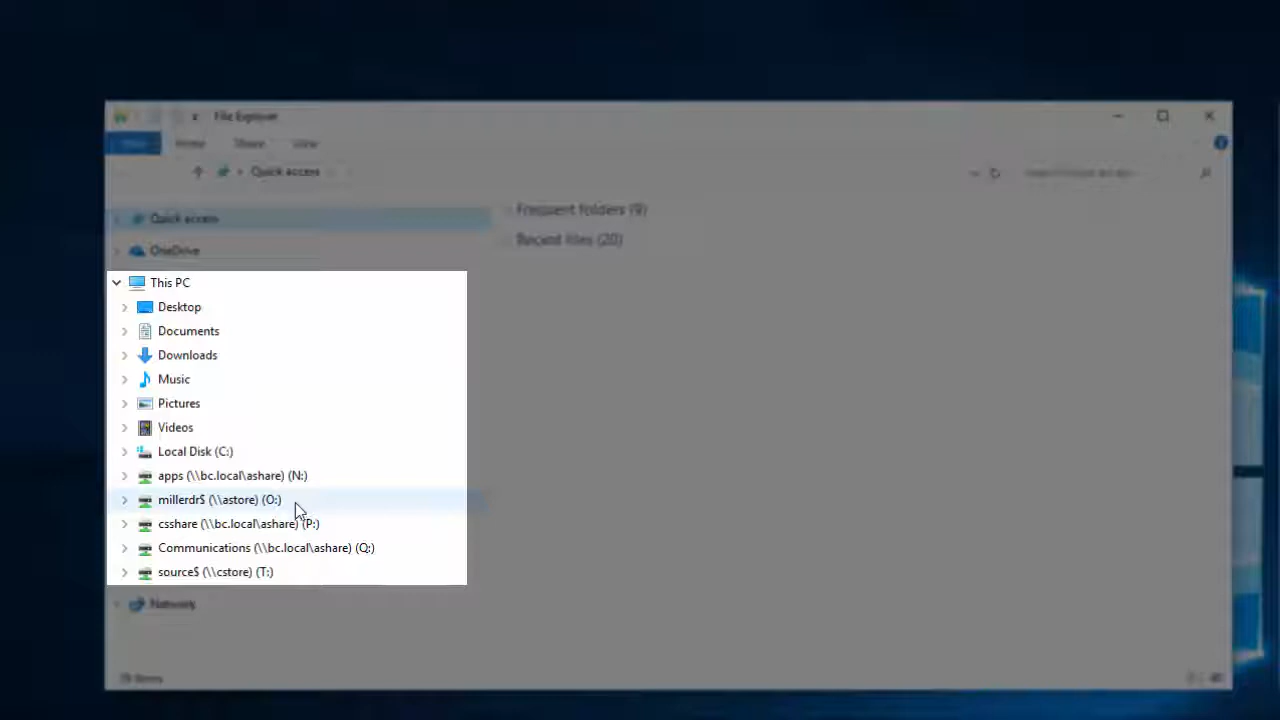 File Explorer
Home Share View
Quick access
Quick access
Frequent folders (9)
Recent files (20)
OneDrive
This PC
Desktop
Documents
Downloads
Music
Pictures
Videos
Local Disk (C:)
apps (\\bc.local\ashare) (N:)
millerdr$ (\\astore) (O:)
csshare (\\bc.local\ashare) (P:)
Communications (\\bc.local\ashare) (Q:)
source$ (\\cstore) (T:)
Network